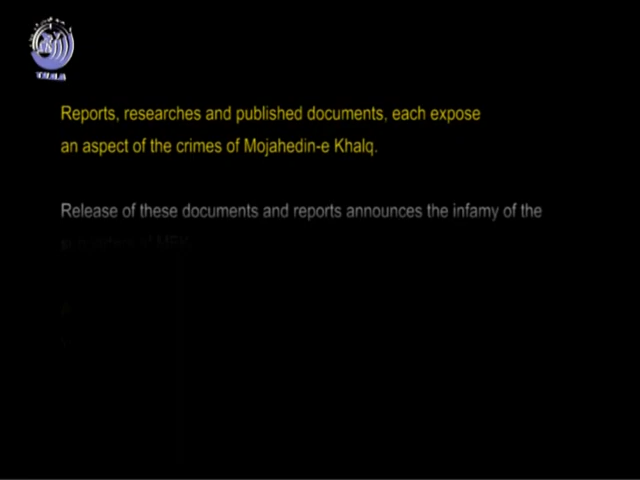 Reports, researches and published documents, each expose
an aspect of the crimes of Mojahedin-e Khalq.
Release of these documents and reports announces the infamy of the